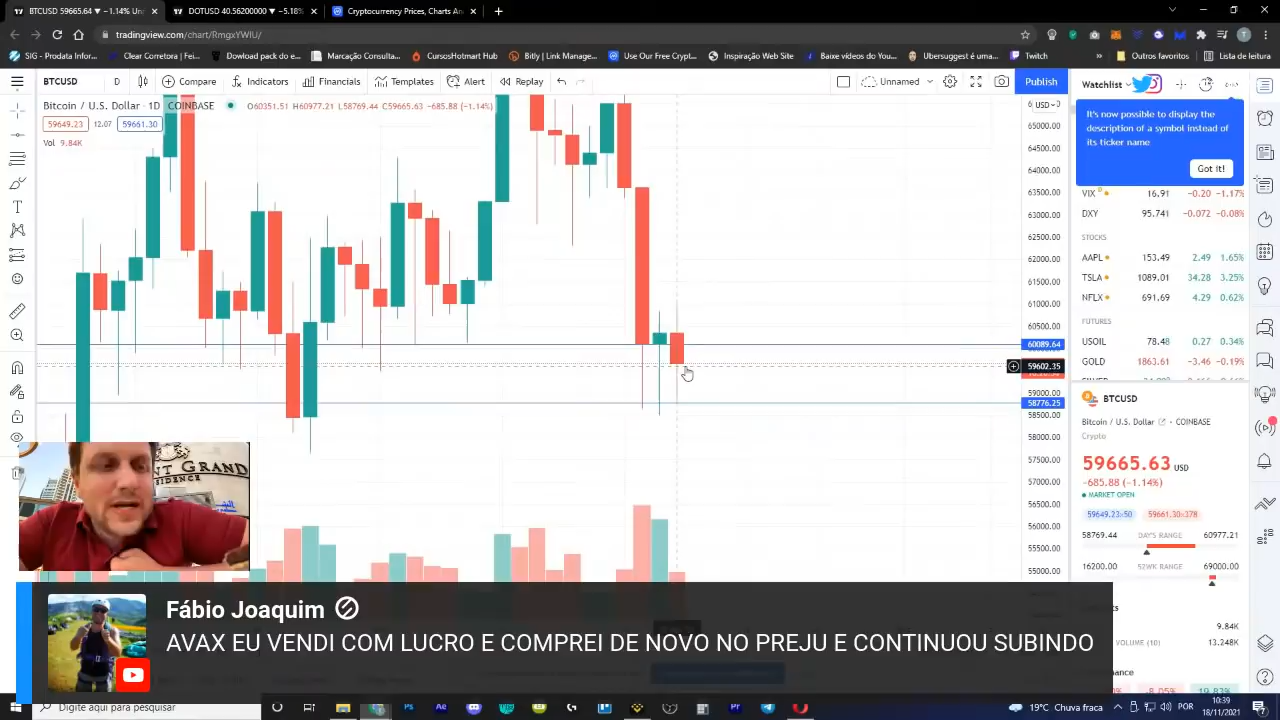 BTCUSD 59665.64 ▼ −1.14% Un
DOTUSD 40.56200000 ▼ −5.18%
Cryptocurrency Prices, Charts An
tradingview.com/chart/RmgxYWlU/
SIG - Prodata Infor...
Clear Corretora | Fá...
Dowload pack do el...
Marcação Consulta...
CursosHotmart Hub
Bitly | Link Manage...
Use Our Free Crypt...
Inspiração Web Site
Baixe vídeos do You...
Ubersuggest é uma...
Twitch
»
Outros favoritos
Lista de leitura
BTCUSD
D
Compare
Indicators
Financials
Templates
Alert
Replay
Unnamed
Publish
Watchlist
Bitcoin / U.S. Dollar · 1D COINBASE
O60351.51 H60977.21 L58769.44 C59665.63 −685.88 (−1.14%)
59649.23 12.07 59661.30
Vol 9.84K
USD
65000.00
64500.00
64000.00
63500.00
63000.00
62500.00
62000.00
61500.00
61000.00
60500.00
60089.64
59602.35
59000.00
58776.25
58500.00
58000.00
57500.00
57000.00
56500.00
56000.00
55500.00
55000.00
It's now possible to display the
description of a symbol instead of
its ticker name
Got it!
VIX 16.91 −0.20 −1.17%
DXY 95.741 −0.072 −0.08%
STOCKS
AAPL 153.49 2.49 1.65%
TSLA 1089.01 34.28 3.25%
NFLX 691.69 4.29 0.62%
FUTURES
USOIL 78.48 0.27 0.34%
GOLD 1863.61 −3.46 −0.19%
BTCUSD
Bitcoin / U.S. Dollar · COINBASE
Crypto
59665.63 USD
−685.88 (−1.14%)
MARKET OPEN
59649.23×50 59661.30×378
58769.44 DAY'S RANGE 60977.21
16200.00 52WK RANGE 69000.00
9.84K
VOLUME (10) 13.248K
NT GRAND
SIDENCE
Fábio Joaquim
AVAX EU VENDI COM LUCRO E COMPREI DE NOVO NO PREJU E CONTINUOU SUBINDO
Digite aqui para pesquisar
19°C Chuva fraca
POR
10:39
18/11/2021